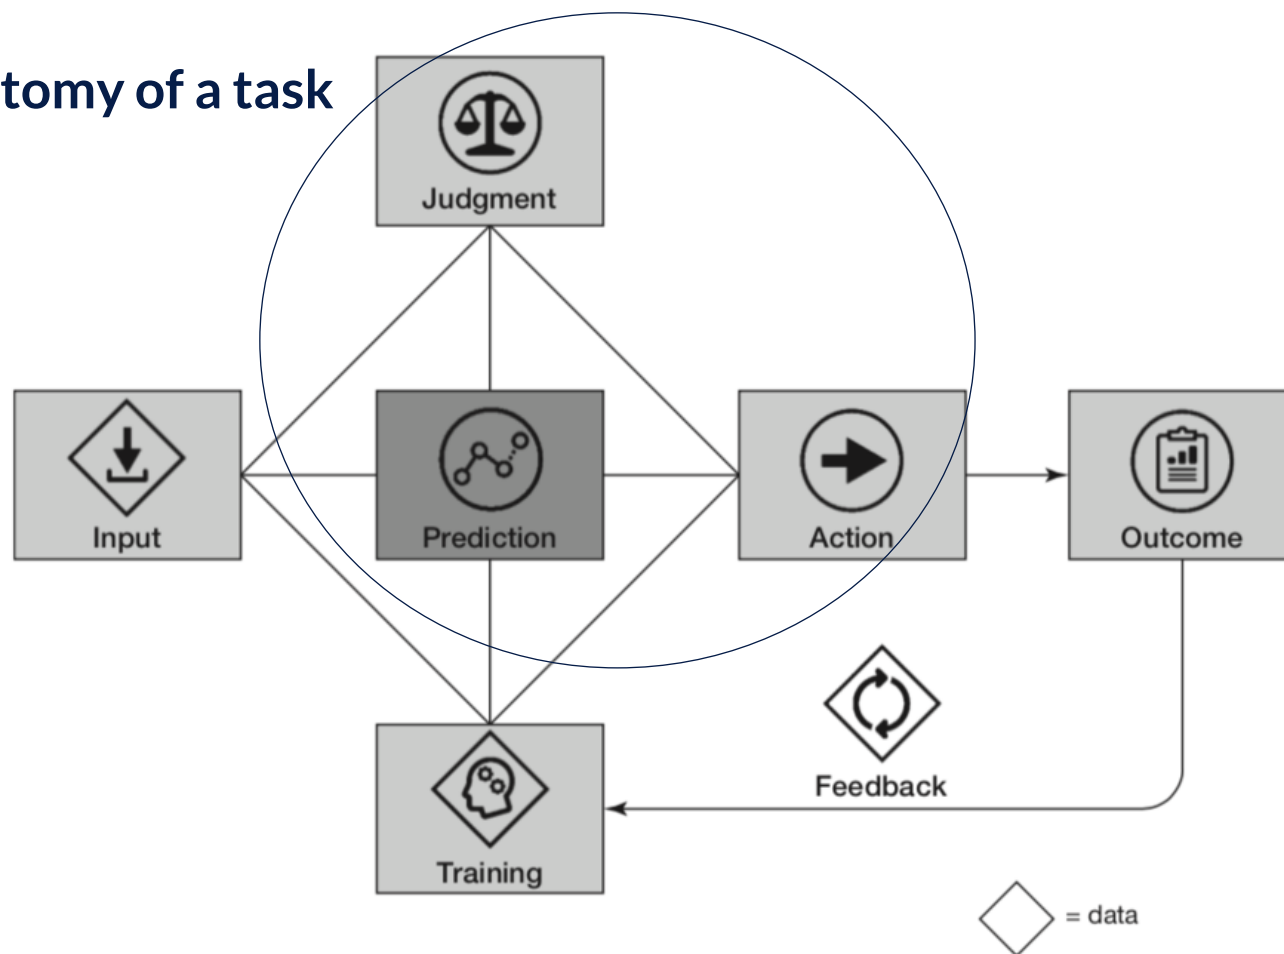 tomy of a task
Judgment
Input
Prediction
Action
Outcome
Feedback
Training
= data